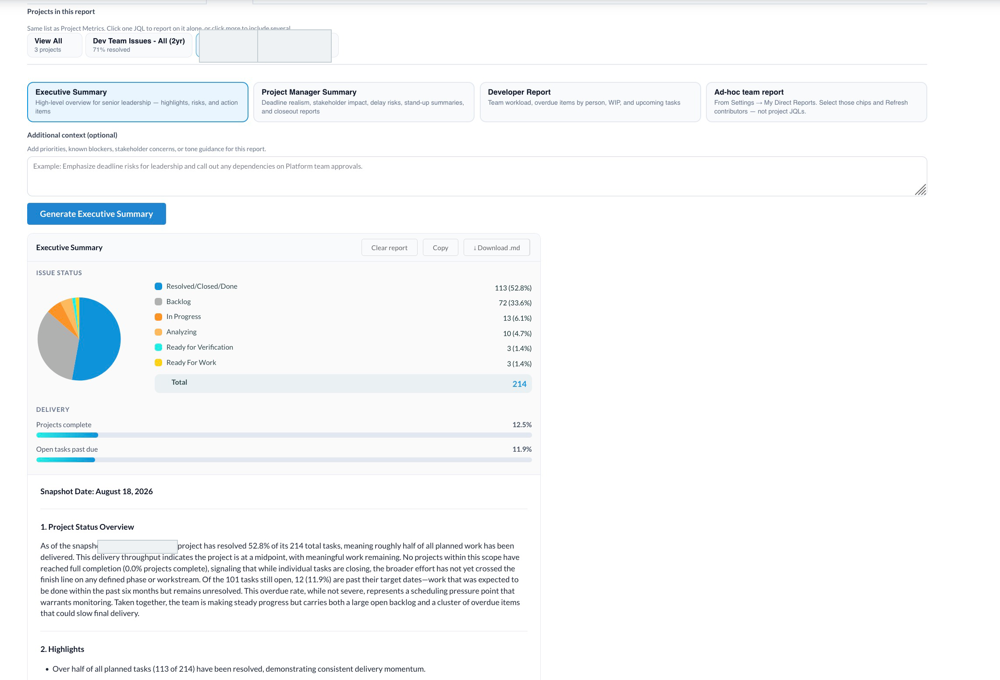 Projects in this report
Same list as Project Metrics. Click one JQL to report on it alone, or click more to include several.
View All
3 projects
Dev Team Issues - All (2yr)
71% resolved
Executive Summary
High-level overview for senior leadership — highlights, risks, and action
items
Project Manager Summary
Deadline realism, stakeholder impact, delay risks, stand-up summaries,
and closeout reports
Developer Report
Team workload, overdue items by person, WIP, and upcoming tasks
Ad-hoc team report
From Settings → My Direct Reports. Select those chips and Refresh
contributors — not project JQLs.
Additional context (optional)
Add priorities, known blockers, stakeholder concerns, or tone guidance for this report.
Example: Emphasize deadline risks for leadership and call out any dependencies on Platform team approvals.
Generate Executive Summary
Executive Summary
Clear report
Copy
↓ Download .md
ISSUE STATUS
Resolved/Closed/Done 113 (52.8%)
Backlog 72 (33.6%)
In Progress 13 (6.1%)
Analyzing 10 (4.7%)
Ready for Verification 3 (1.4%)
Ready For Work 3 (1.4%)
Total 214
DELIVERY
Projects complete 12.5%
Open tasks past due 11.9%
Snapshot Date: August 18, 2026
1. Project Status Overview
As of the project has resolved 52.8% of its 214 total tasks, meaning roughly half of all planned work has been
delivered. This delivery throughput indicates the project is at a midpoint, with meaningful work remaining. No projects within this scope have
reached full completion (0.0% projects complete), signaling that while individual tasks are closing, the broader effort has not yet crossed the
finish line on any defined phase or workstream. Of the 101 tasks still open, 12 (11.9%) are past their target dates—work that was expected to
be done within the past six months but remains unresolved. This overdue rate, while not severe, represents a scheduling pressure point that
warrants monitoring. Taken together, the team is making steady progress but carries both a large open backlog and a cluster of overdue items
that could slow final delivery.
2. Highlights
• Over half of all planned tasks (113 of 214) have been resolved, demonstrating consistent delivery momentum.